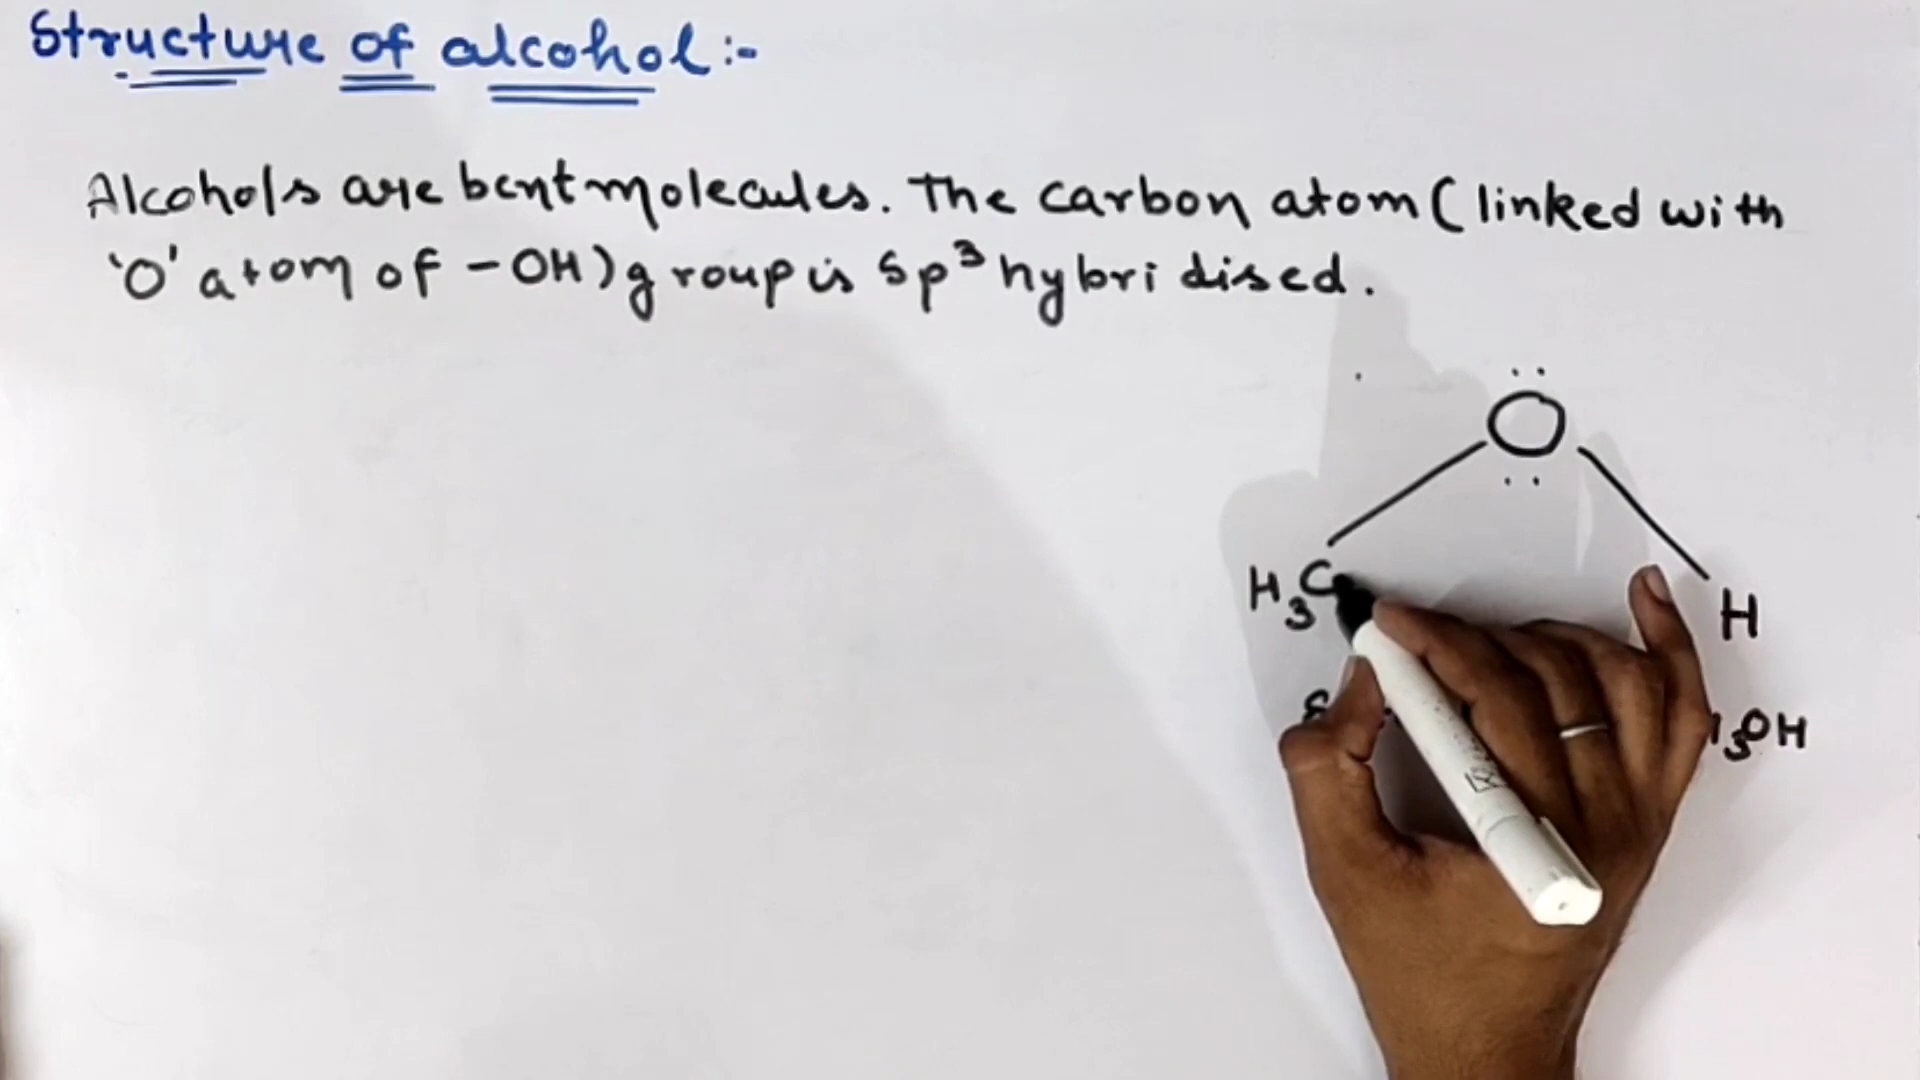 Structure of alcohol:-
Alcohols are bent molecules. The carbon atom (linked with
'O' atom of -OH) group is sp³ hybridised.
O
H₃C
H
₃OH